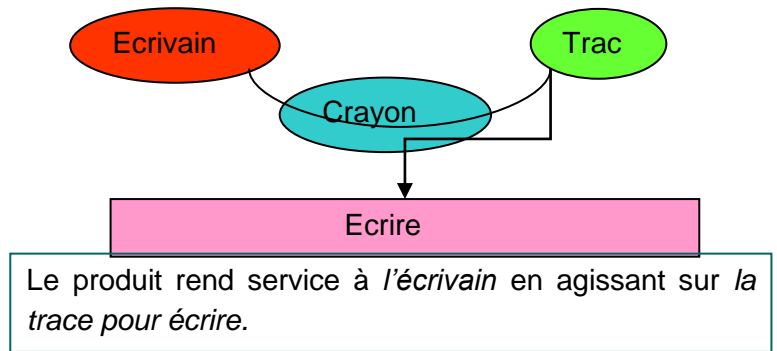 Ecrivain
Trac
Crayon
Ecrire
Le produit rend service à l'écrivain en agissant sur la
trace pour écrire.